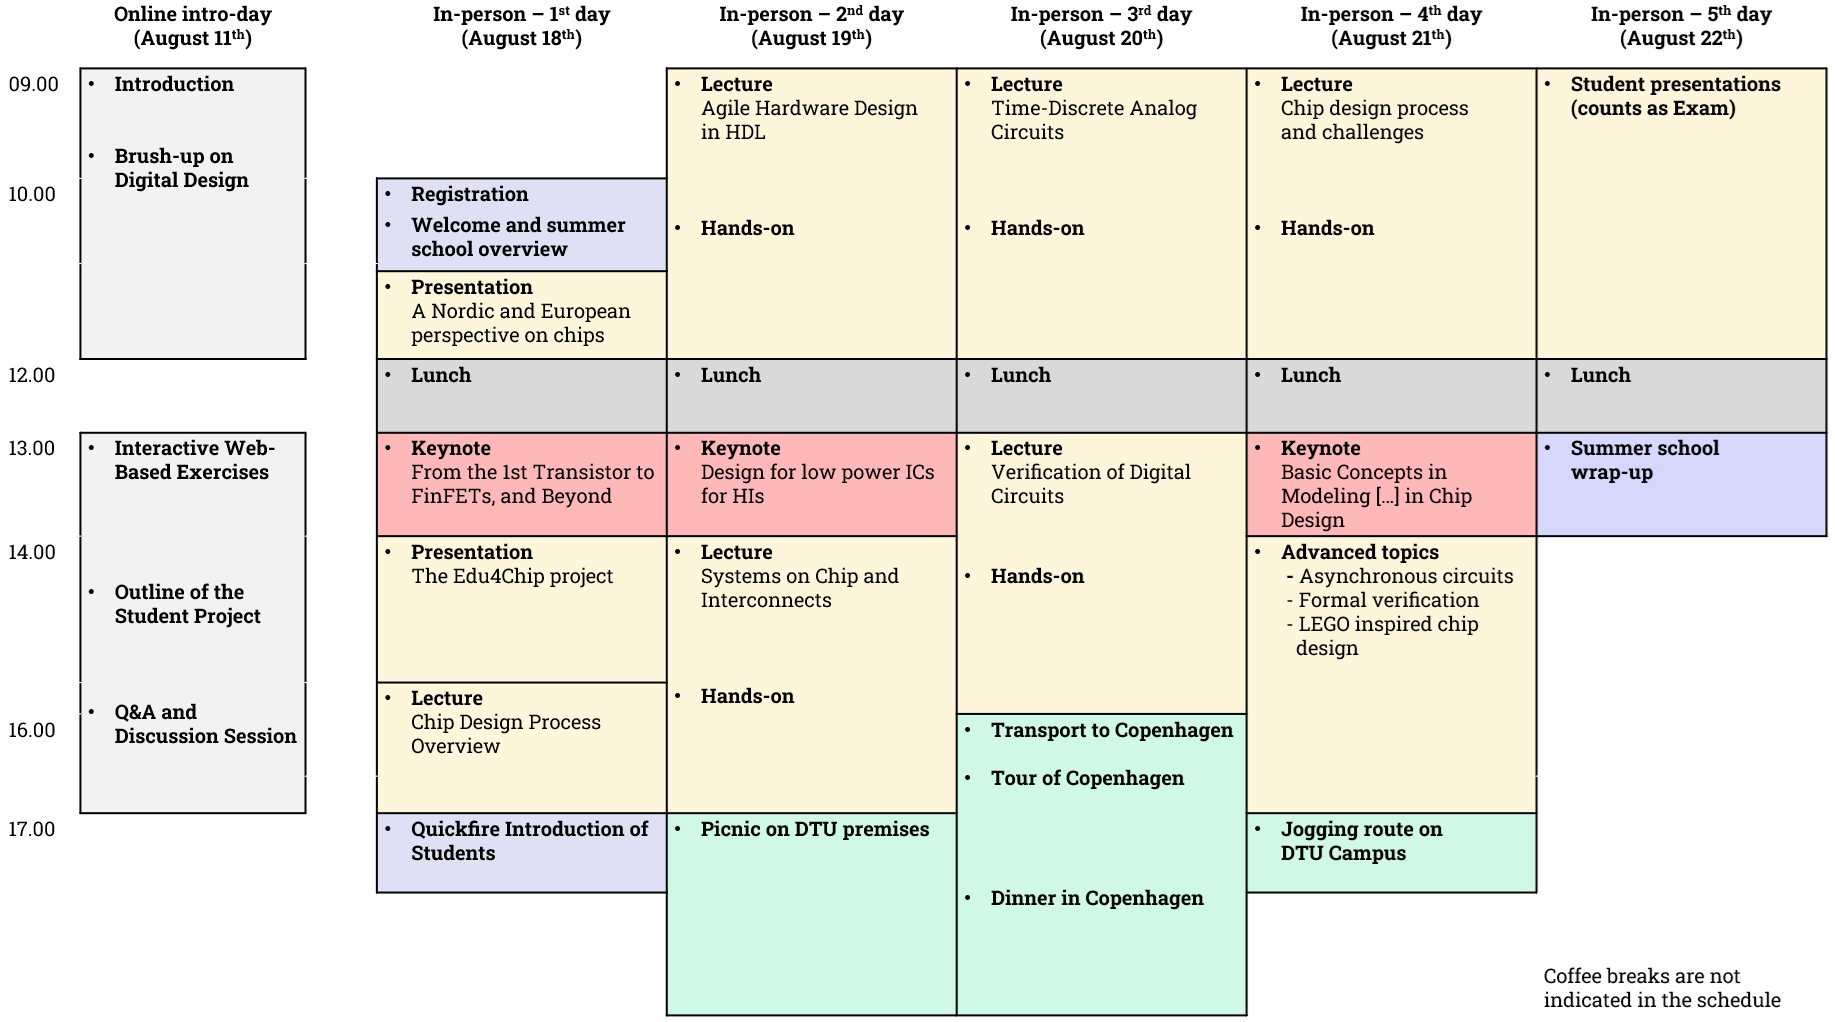 Online intro-day
(August 11th)
In-person – 1st day
(August 18th)
In-person – 2nd day
(August 19th)
In-person – 3rd day
(August 20th)
In-person – 4th day
(August 21th)
In-person – 5th day
(August 22th)
09.00
10.00
12.00
13.00
14.00
16.00
17.00
• Introduction
• Brush-up on
Digital Design
• Interactive Web-
Based Exercises
• Outline of the
Student Project
• Q&A and
Discussion Session
• Registration
• Welcome and summer
school overview
• Presentation
A Nordic and European
perspective on chips
• Lunch
• Keynote
From the 1st Transistor to
FinFETs, and Beyond
• Presentation
The Edu4Chip project
• Lecture
Chip Design Process
Overview
• Quickfire Introduction of
Students
• Lecture
Agile Hardware Design
in HDL
• Hands-on
• Lunch
• Keynote
Design for low power ICs
for HIs
• Lecture
Systems on Chip and
Interconnects
• Hands-on
• Picnic on DTU premises
• Lecture
Time-Discrete Analog
Circuits
• Hands-on
• Lunch
• Lecture
Verification of Digital
Circuits
• Hands-on
• Transport to Copenhagen
• Tour of Copenhagen
• Dinner in Copenhagen
• Lecture
Chip design process
and challenges
• Hands-on
• Lunch
• Keynote
Basic Concepts in
Modeling [...] in Chip
Design
• Advanced topics
- Asynchronous circuits
- Formal verification
- LEGO inspired chip
design
• Jogging route on
DTU Campus
• Student presentations
(counts as Exam)
• Lunch
• Summer school
wrap-up
Coffee breaks are not
indicated in the schedule